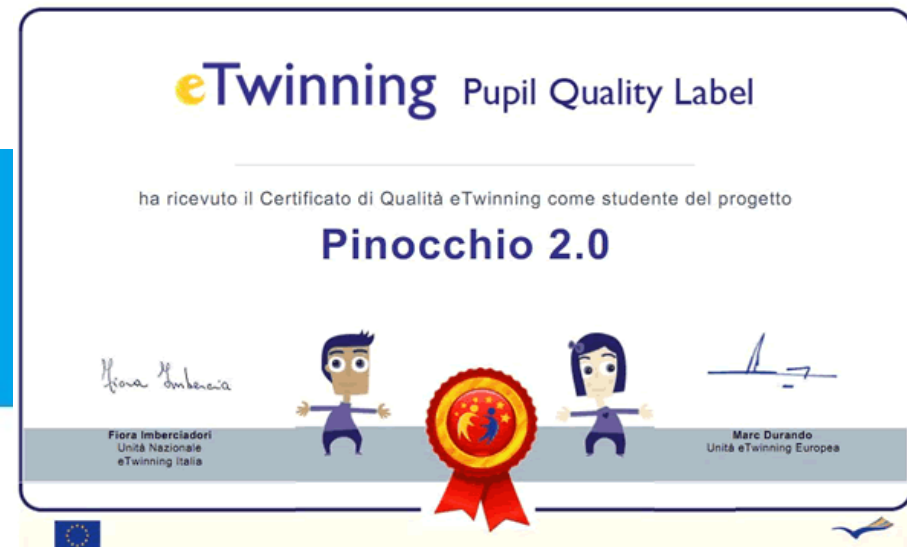 eTwinning Pupil Quality Label
ha ricevuto il Certificato di Qualità eTwinning come studente del progetto
Pinocchio 2.0
Fiora Imberciadori
Unità Nazionale
eTwinning Italia
Marc Durando
Unità eTwinning Europea